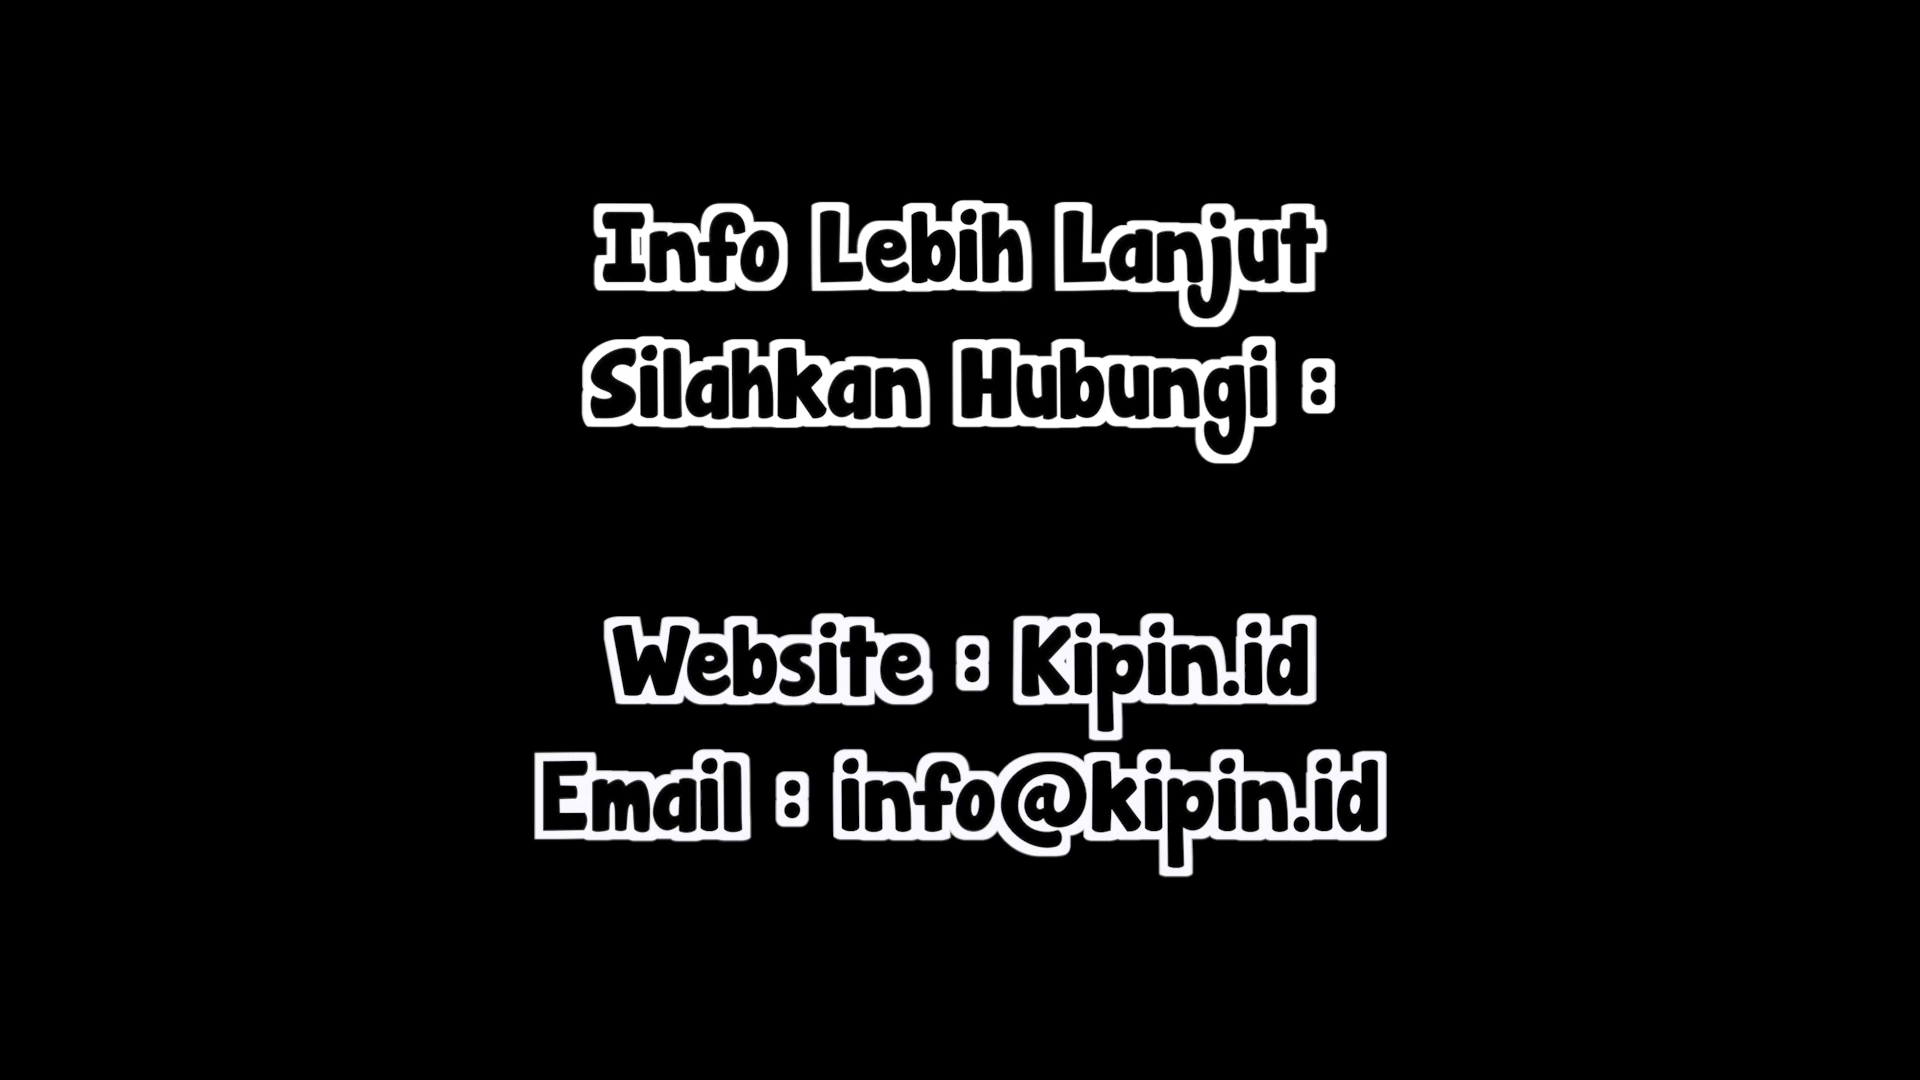 Info Lebih Lanjut
Silahkan Hubungi :
Website : Kipin.id
Email : info@kipin.id